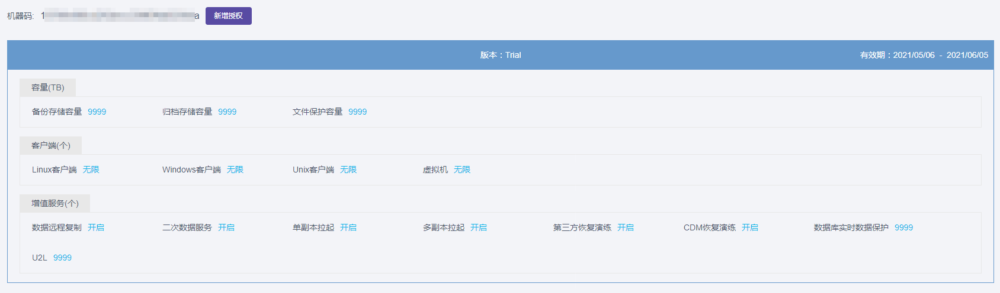 机器码: 新增授权
版本：Trial 有效期：2021/05/06 - 2021/06/05
容量(TB)
备份存储容量 9999 归档存储容量 9999 文件保护容量 9999
客户端(个)
Linux客户端 无限 Windows客户端 无限 Unix客户端 无限 虚拟机 无限
增值服务(个)
数据远程复制 开启 二次数据服务 开启 单副本拉起 开启 多副本拉起 开启 第三方恢复演练 开启 CDM恢复演练 开启 数据库实时数据保护 9999
U2L 9999